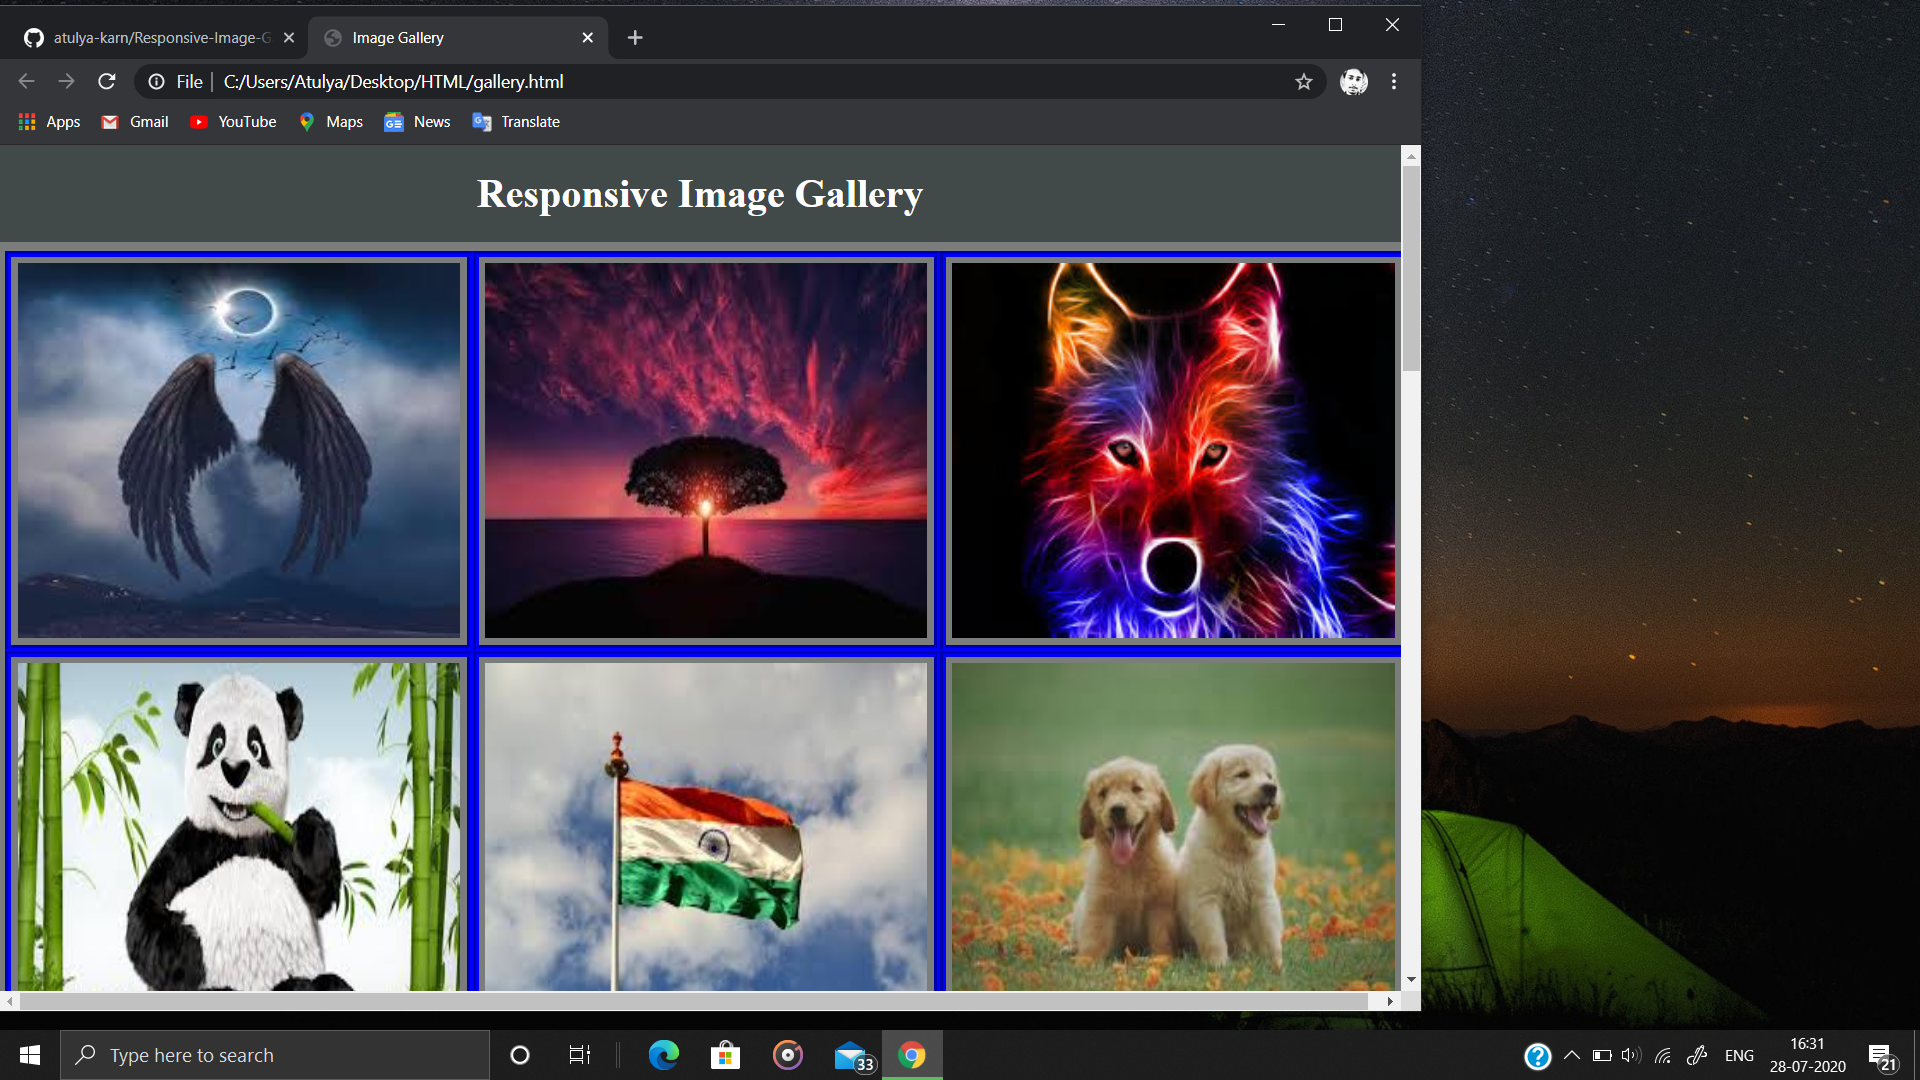 atulya-karn/Responsive-Image-G
Image Gallery
File
C:/Users/Atulya/Desktop/HTML/gallery.html
Apps
Gmail
YouTube
Maps
News
Translate
Responsive Image Gallery
Type here to search
33
ENG
16:31
28-07-2020
21